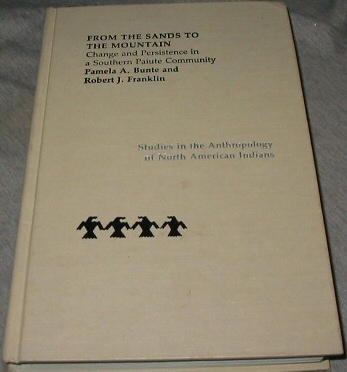 FROM THE SANDS TO
THE MOUNTAIN
Change and Persistence in
a Southern Paiute Community
Pamela A. Bunte and
Robert J. Franklin
Studies in the Anthropology
of North American Indians